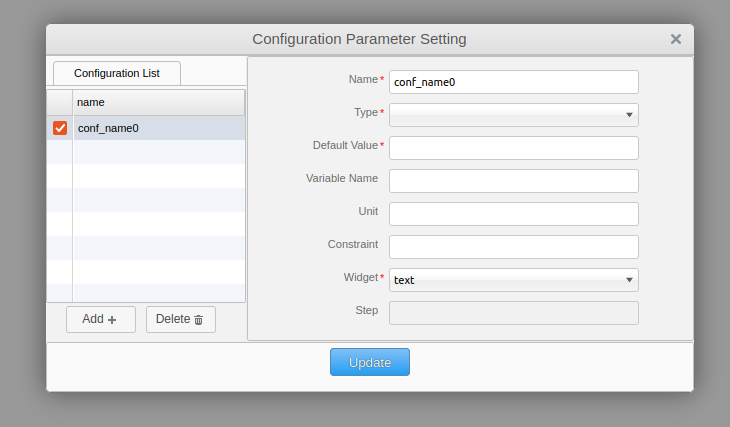 Configuration Parameter Setting
Configuration List
name
conf_name0
Add
Delete
Name* conf_name0
Type*
Default Value*
Variable Name
Unit
Constraint
Widget* text
Step
Update